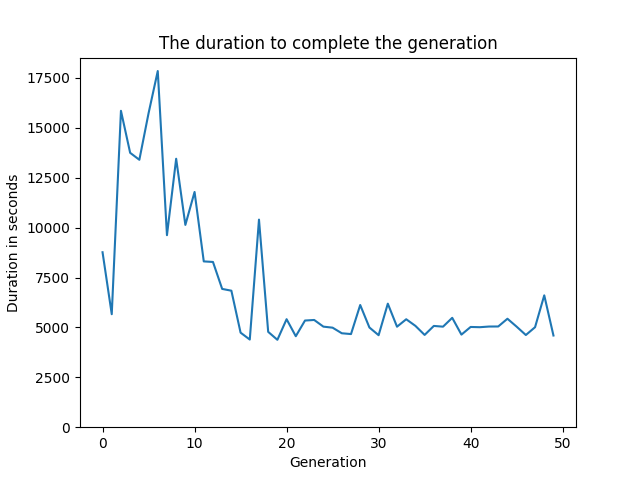 The duration to complete the generation
17500
15000
12500
10000
7500
5000
2500
0
Duration in seconds
0 10 20 30 40 50
Generation